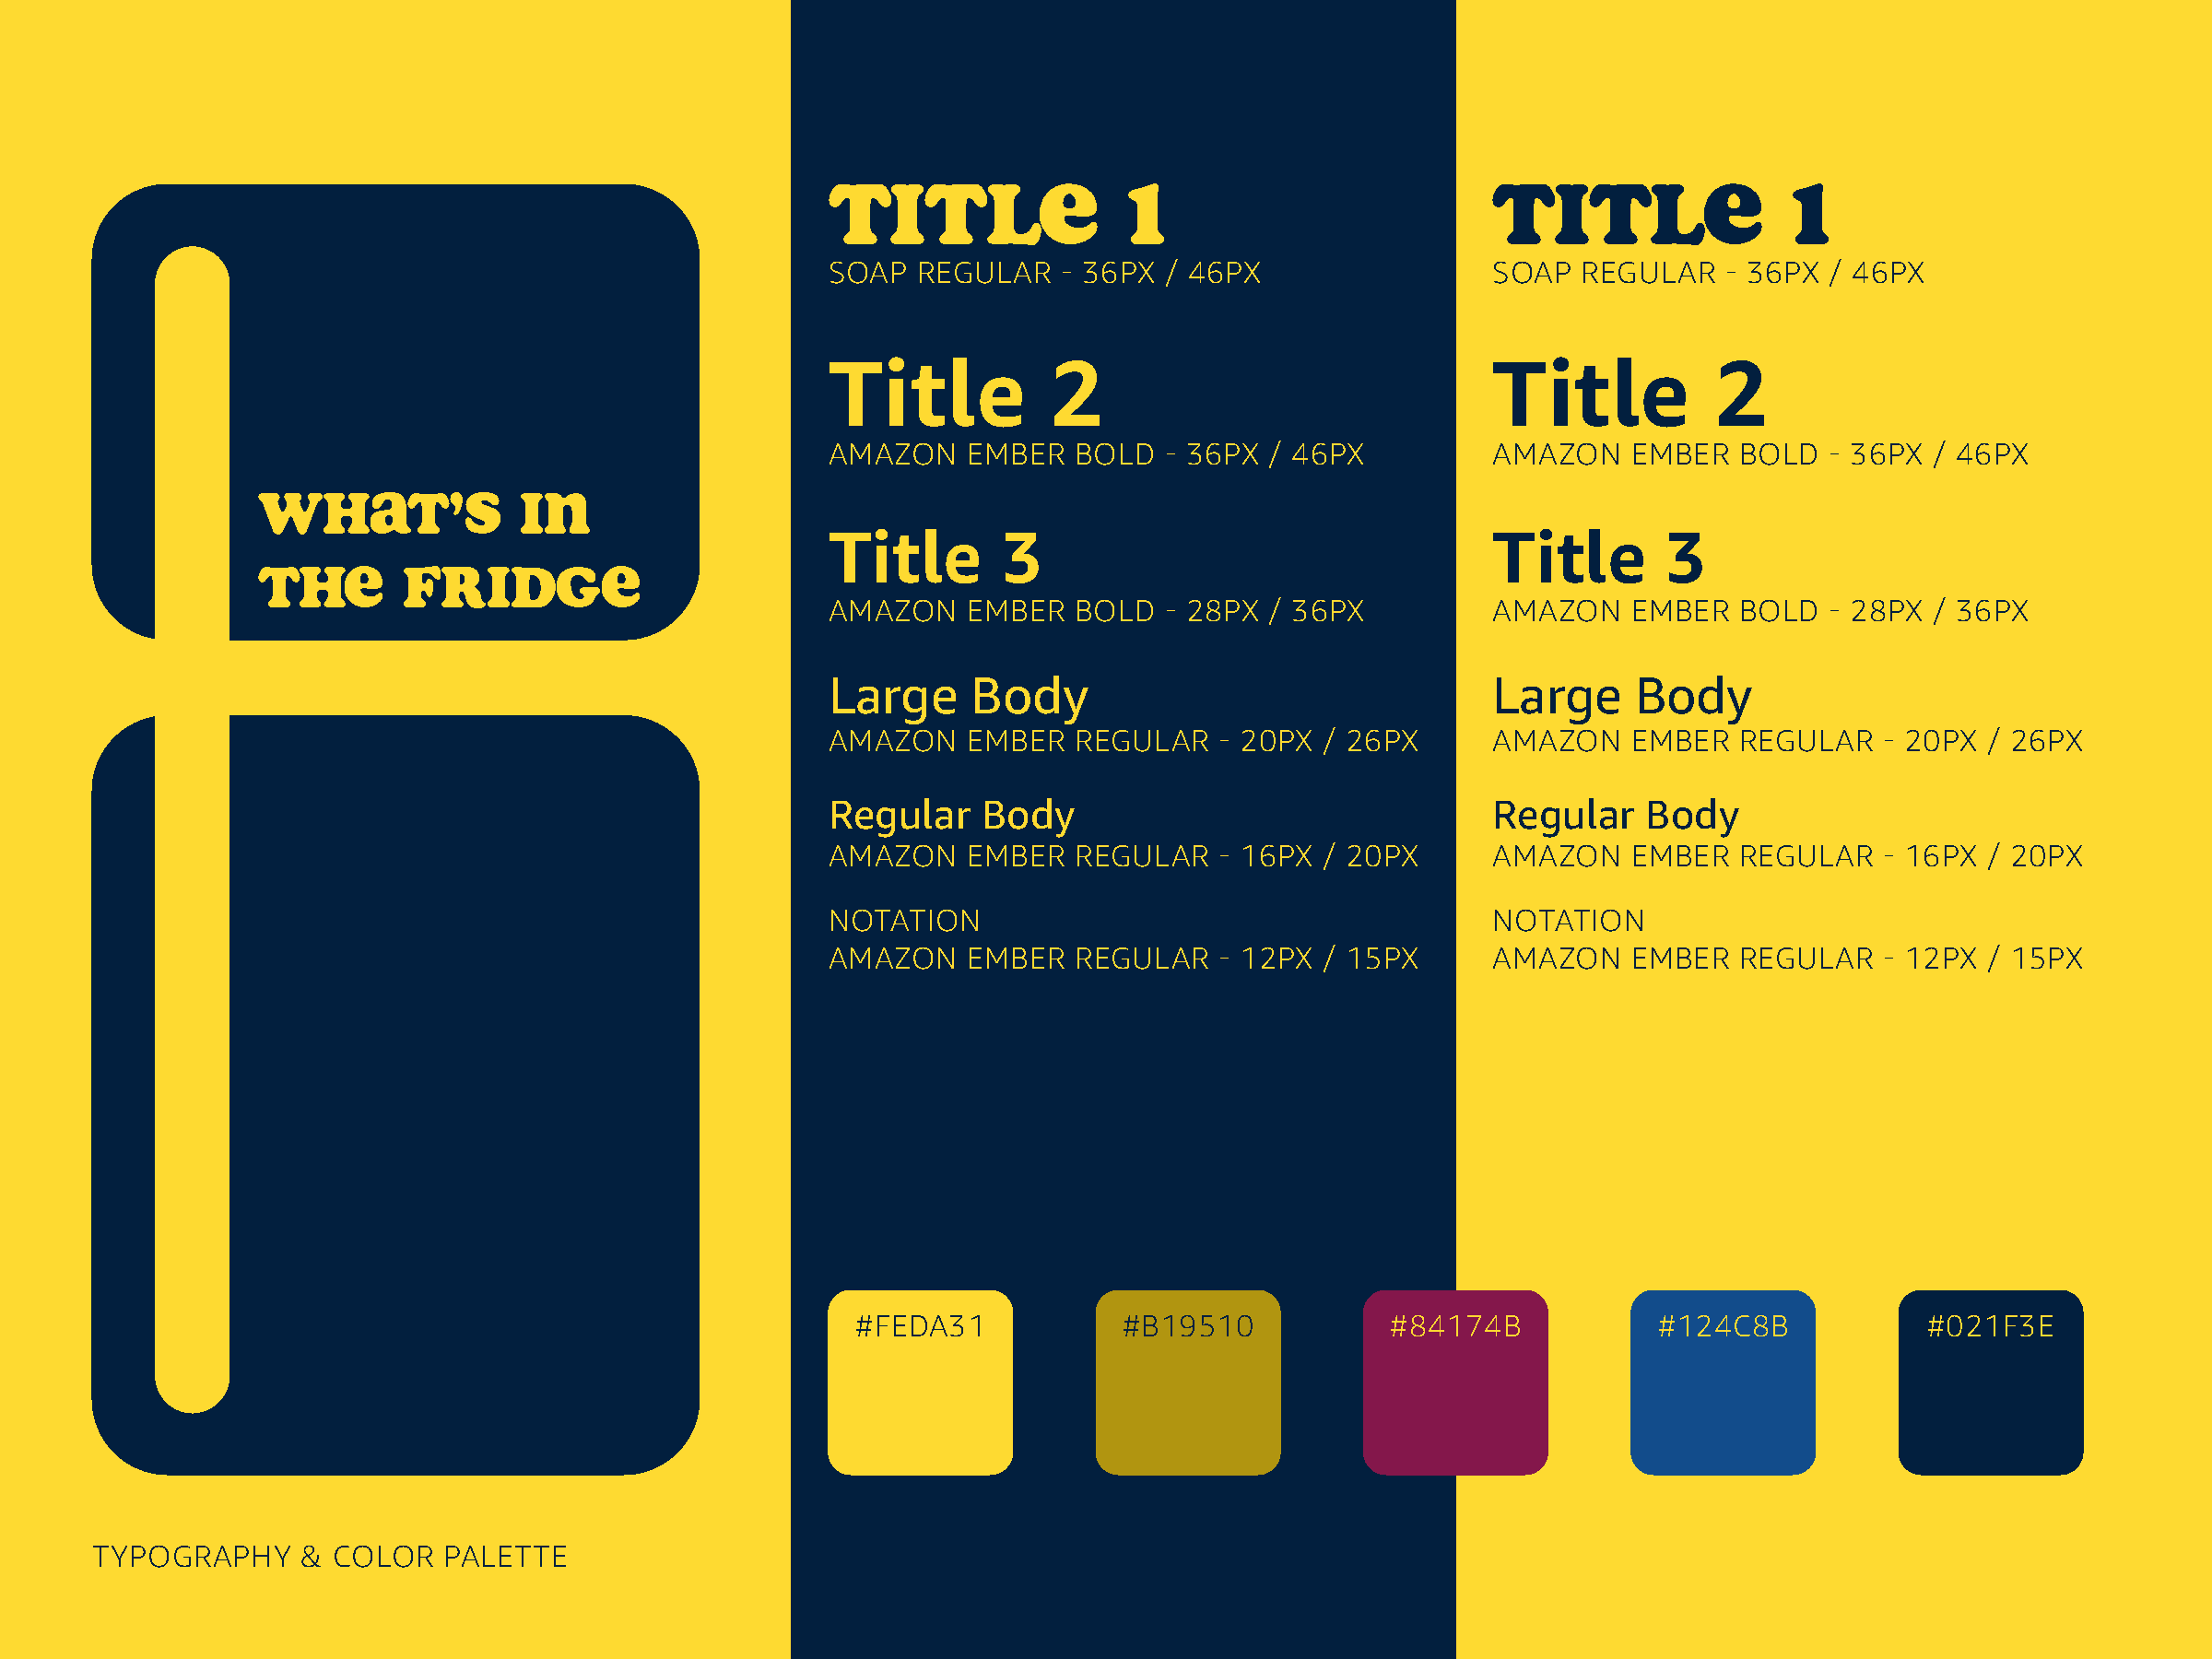 WHaT's In
THe FRIDGe
TYPOGRAPHY & COLOR PALETTE
TITLe 1
SOAP REGULAR - 36PX / 46PX
Title 2
AMAZON EMBER BOLD - 36PX / 46PX
Title 3
AMAZON EMBER BOLD - 28PX / 36PX
Large Body
AMAZON EMBER REGULAR - 20PX / 26PX
Regular Body
AMAZON EMBER REGULAR - 16PX / 20PX
NOTATION
AMAZON EMBER REGULAR - 12PX / 15PX
TITLe 1
SOAP REGULAR - 36PX / 46PX
Title 2
AMAZON EMBER BOLD - 36PX / 46PX
Title 3
AMAZON EMBER BOLD - 28PX / 36PX
Large Body
AMAZON EMBER REGULAR - 20PX / 26PX
Regular Body
AMAZON EMBER REGULAR - 16PX / 20PX
NOTATION
AMAZON EMBER REGULAR - 12PX / 15PX
#FEDA31
#B19510
#84174B
#124C8B
#021F3E